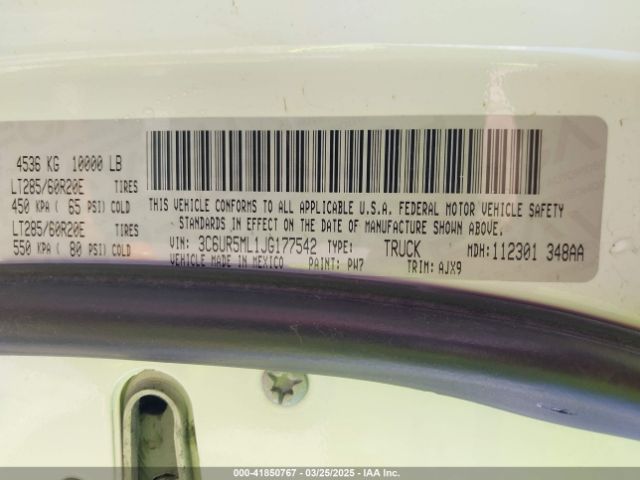 4536 KG 10000 LB
LT285/60R20E TIRES
450 KPA ( 65 PSI) COLD
LT285/60R20E TIRES
550 KPA ( 80 PSI) COLD
THIS VEHICLE CONFORMS TO ALL APPLICABLE U.S.A. FEDERAL MOTOR VEHICLE SAFETY
STANDARDS IN EFFECT ON THE DATE OF MANUFACTURE SHOWN ABOVE.
VIN: 3C6UR5ML1JG177542 TYPE: TRUCK MDH: 112301 348AA
VEHICLE MADE IN MEXICO PAINT: PW7 TRIM: AJX9
000-41850767 - 03/25/2025 - IAA Inc.